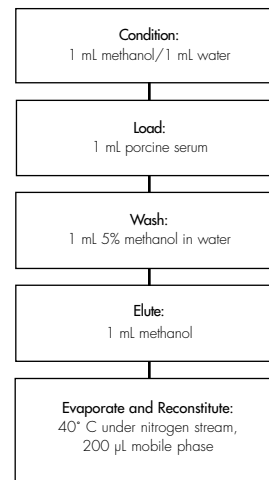 Condition:
1 mL methanol/1 mL water
Load:
1 mL porcine serum
Wash:
1 mL 5% methanol in water
Elute:
1 mL methanol
Evaporate and Reconstitute:
40˚ C under nitrogen stream,
200 µL mobile phase